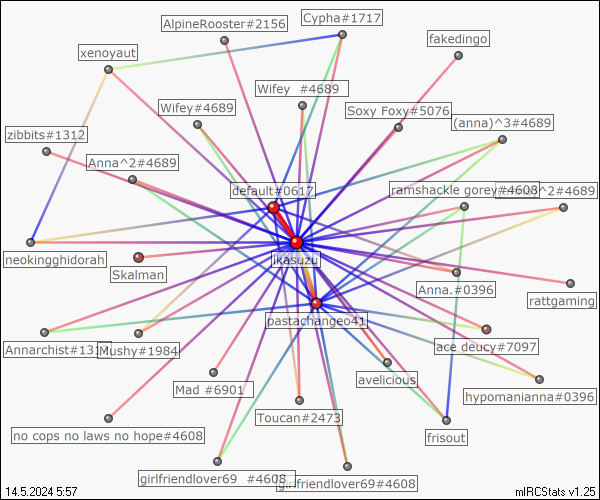 AlpineRooster#2156
Cypha#1717
fakedingo
xenoyaut
Wifey  #4689
Wifey#4689
Soxy Foxy#5076
(anna)^3#4689
zibbits#1312
Anna^2#4689
default#0617
ramshackle gorey#4608
^2#4689
neokingghidorah
Skalman
jikasuzu
Anna.#0396
rattgaming
pastachangeo41
Annarchist#131
Mushy#1984
ace deucy#7097
Mad #6901
avelicious
hypomanianna#0396
Toucan#2473
no cops no laws no hope#4608
frisout
girlfriendlover69  #4608
girlfriendlover69#4608
14.5.2024 5:57
mIRCStats v1.25